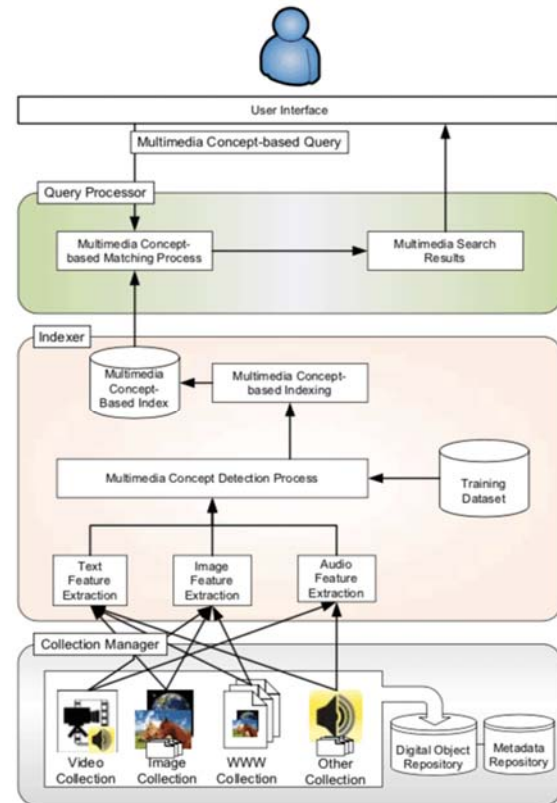 User Interface
Multimedia Concept-based Query
Query Processor
Multimedia Concept-
based Matching Process
Multimedia Search
Results
Indexer
Multimedia
Concept-
Based Index
Multimedia Concept-
based Indexing
Multimedia Concept Detection Process
Training
Dataset
Text
Feature
Extraction
Image
Feature
Extraction
Audio
Feature
Extraction
Collection Manager
Video
Collection
Image
Collection
WWW
Collection
Other
Collection
Digital Object
Repository
Metadata
Repository